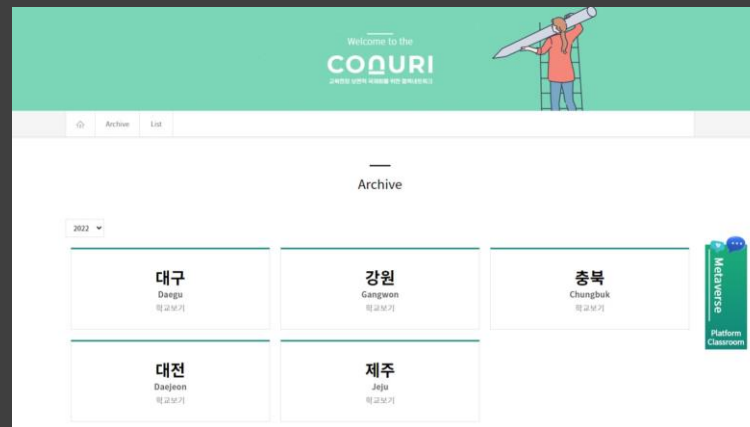 Welcome to the
CONURI
Archive
List
Archive
2022
대구
Daegu
학교보기
강원
Gangwon
학교보기
충북
Chungbuk
학교보기
대전
Daejeon
학교보기
제주
Jeju
학교보기
Metaverse
Platform
Classroom